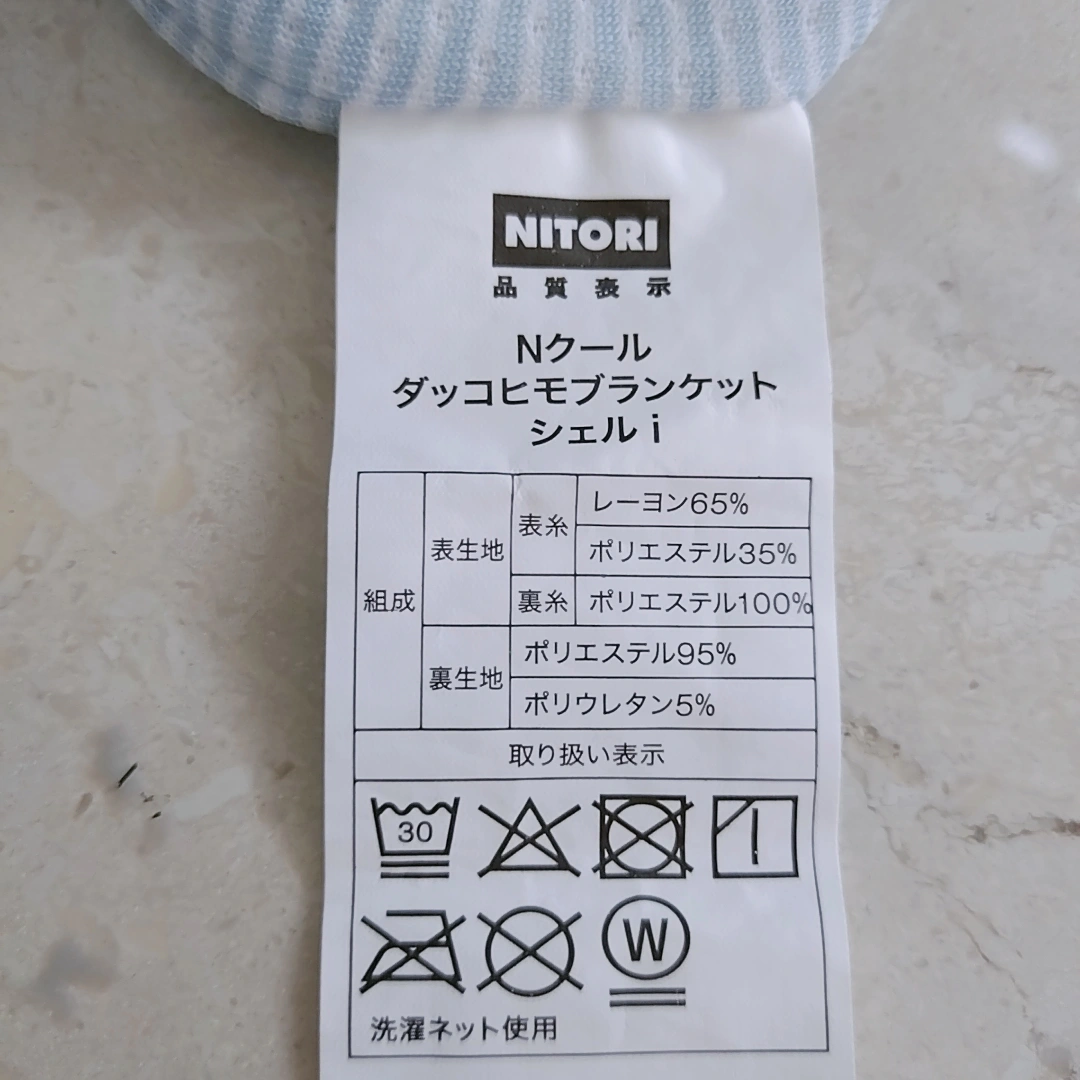 NITORI
品質表示
Nクール
ダッコヒモブランケット
シェルi
組成
表生地
表糸
レーヨン65%
ポリエステル35%
裏糸
ポリエステル100%
裏生地
ポリエステル95%
ポリウレタン5%
取り扱い表示
30
W
洗濯ネット使用